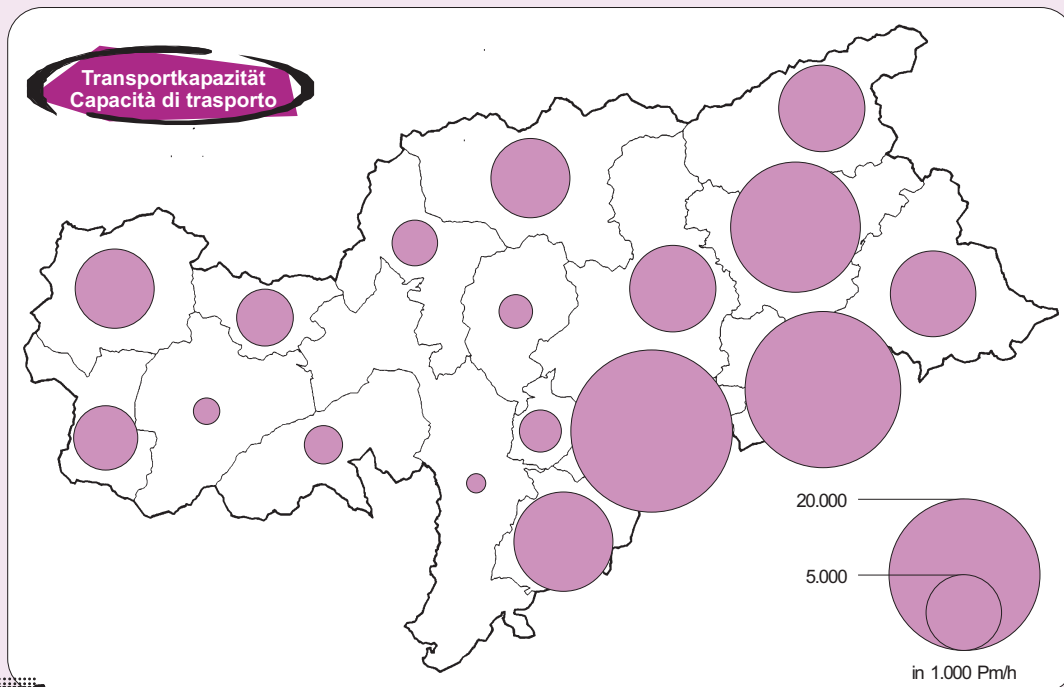 Transportkapazität
Capacità di trasporto
20.000
5.000
in 1.000 Pm/h